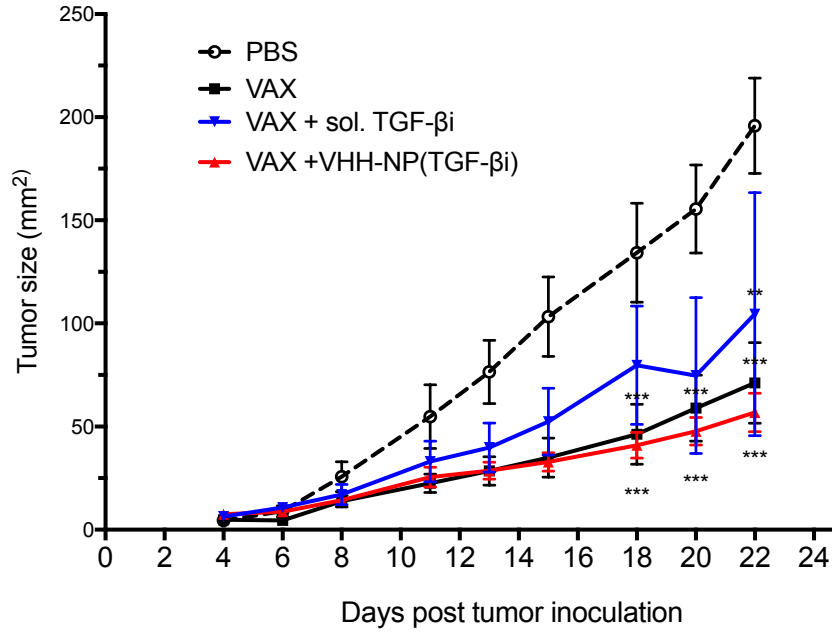 250
200
150
100
50
0
Tumor size (mm²)
PBS
VAX
VAX + sol. TGF-βi
VAX +VHH-NP(TGF-βi)
**
***
*** ***
***
***
***
0 2 4 6 8 10 12 14 16 18 20 22 24
Days post tumor inoculation